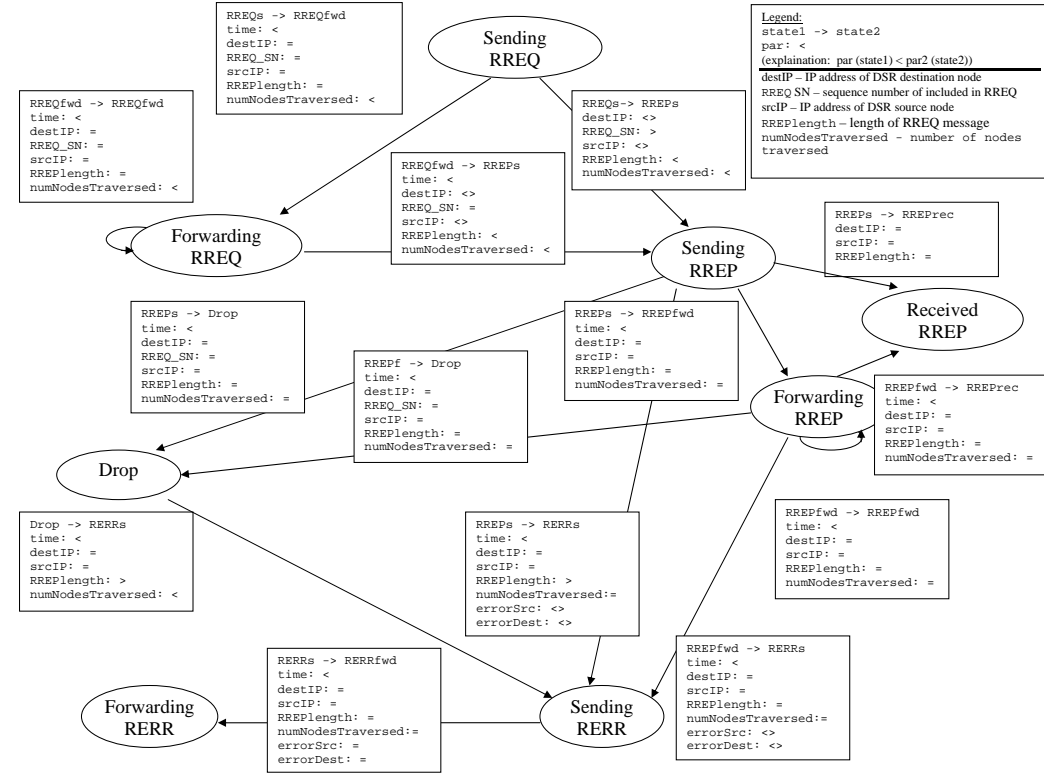 RREQs -> RREQfwd
time: <
destIP: =
RREQ_SN: =
srcIP: =
RREPlength: =
numNodesTraversed: <
Sending
RREQ
Legend:
state1 -> state2
par: <
(explaination: par (state1) < par2 (state2))
destIP – IP address of DSR destination node
RREQ SN – sequence number of included in RREQ
srcIP – IP address of DSR source node
RREPlength – length of RREQ message
numNodesTraversed - number of nodes
traversed
RREQfwd -> RREQfwd
time: <
destIP: =
RREQ_SN: =
srcIP: =
RREPlength: =
numNodesTraversed: <
RREQs-> RREPs
time: <
destIP: <>
RREQ_SN: >
srcIP: <>
RREPlength: <
numNodesTraversed: <
RREQfwd -> RREPs
time: <
destIP: <>
RREQ_SN: =
srcIP: <>
RREPlength: <
numNodesTraversed: <
RREPs -> RREPrec
destIP: =
srcIP: =
RREPlength: =
Forwarding
RREQ
Sending
RREP
Received
RREP
RREPs -> Drop
time: <
destIP: =
RREQ_SN: =
srcIP: =
RREPlength: =
numNodesTraversed: =
RREPs -> RREPfwd
time: <
destIP: =
srcIP: =
RREPlength: =
numNodesTraversed: =
RREPf -> Drop
time: <
destIP: =
RREQ_SN: =
srcIP: =
RREPlength: =
numNodesTraversed: =
Forwarding
RREP
RREPfwd -> RREPrec
time: <
destIP: =
srcIP: =
RREPlength: =
numNodesTraversed: =
Drop
Drop -> RERRs
time: <
destIP: =
srcIP: =
RREPlength: >
numNodesTraversed: <
RREPs -> RERRs
time: <
destIP: =
srcIP: =
RREPlength: >
numNodesTraversed:=
errorSrc: <>
errorDest: <>
RREPfwd -> RREPfwd
time: <
destIP: =
srcIP: =
RREPlength: =
numNodesTraversed: =
RERRs -> RERRfwd
time: <
destIP: =
srcIP: =
RREPlength: =
numNodesTraversed:=
errorSrc: =
errorDest: =
RREPfwd -> RERRs
time: <
destIP: =
srcIP: =
RREPlength: =
numNodesTraversed:=
errorSrc: <>
errorDest: <>
Forwarding
RERR
Sending
RERR